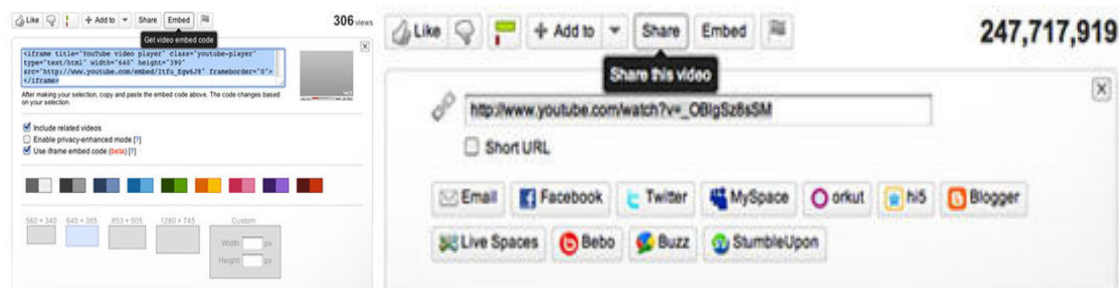 Like Add to Share Embed 306 views
Get video embed code
<iframe title="YouTube video player" class="youtube-player"
type="text/html" width="640" height="390"
src="http://www.youtube.com/embed/ frameborder="0">
</iframe>
After making your selection, copy and paste the embed code above. The code changes based
on your selection.
Include related videos
Enable privacy-enhanced mode [?]
Use iframe embed code (beta) [?]
560 × 340 640 × 385 853 × 505 1280 × 745 Custom
Width px
Height px
Like Add to Share Embed 247,717,919
Share this video
http://www.youtube.com/watch?v=_OBlgSz8sSM
Short URL
Email Facebook Twitter MySpace orkut hi5 Blogger
Live Spaces Bebo Buzz StumbleUpon